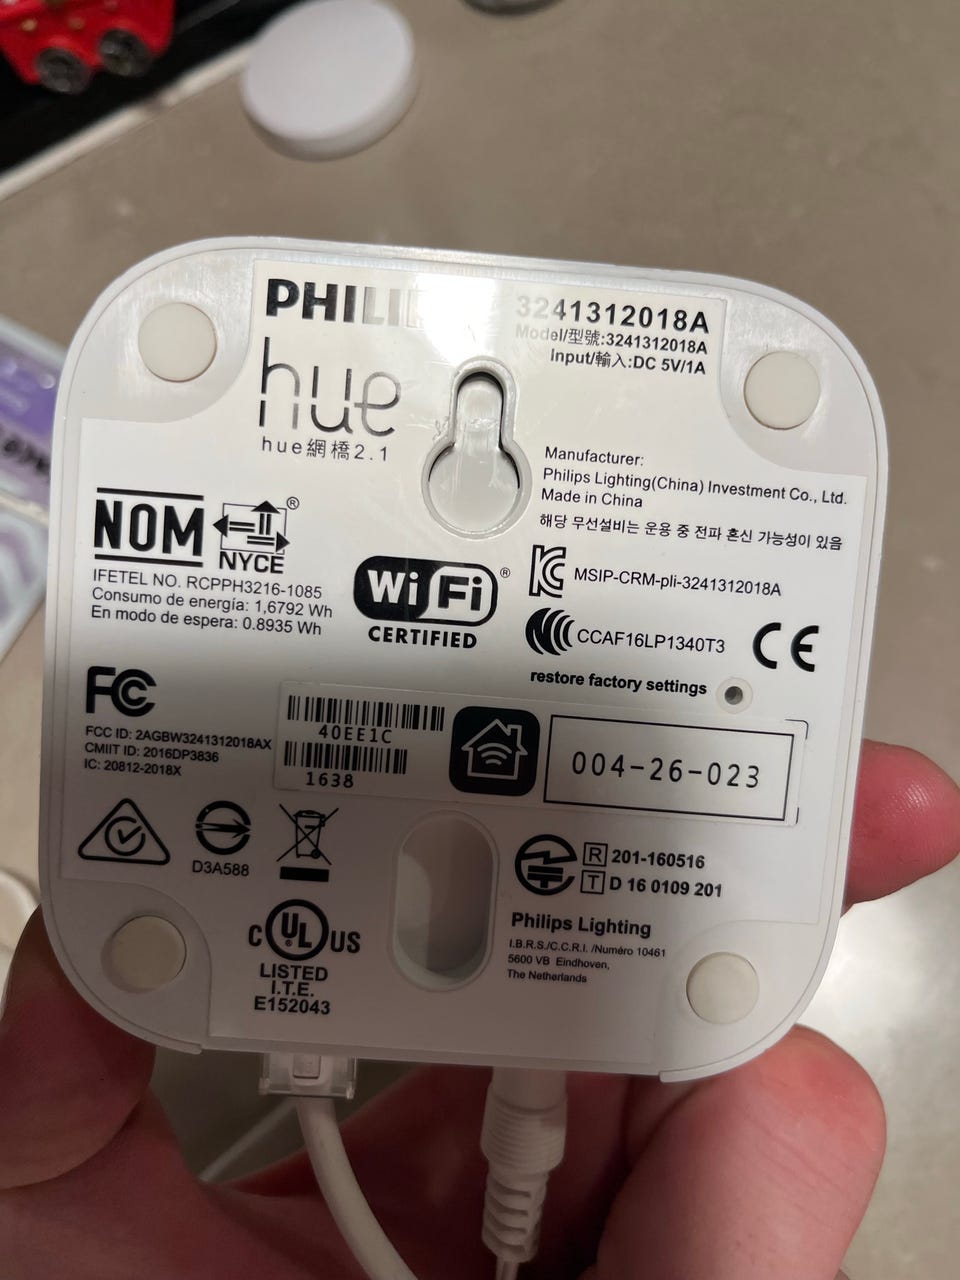 PHILI
3241312018A
Model/型號:3241312018A
Input/輸入:DC 5V/1A
hue
hue網橋2.1
Manufacturer:
Philips Lighting(China) Investment Co., Ltd.
Made in China
해당 무선설비는 운용 중 전파 혼신 가능성이 있음
NOM
NYCE
®
IFETEL NO. RCPPH3216-1085
Consumo de energía: 1,6792 Wh
En modo de espera: 0.8935 Wh
Wi Fi ®
CERTIFIED
MSIP-CRM-pli-3241312018A
CCAF16LP1340T3
CE
restore factory settings
FC
FCC ID: 2AGBW3241312018AX
CMIIT ID: 2016DP3836
IC: 20812-2018X
40EE1C
1638
004-26-023
D3A588
R 201-160516
T D 16 0109 201
Philips Lighting
I.B.R.S./C.C.R.I. /Numéro 10461
5600 VB Eindhoven,
The Netherlands
C UL ® US
LISTED
I.T.E.
E152043